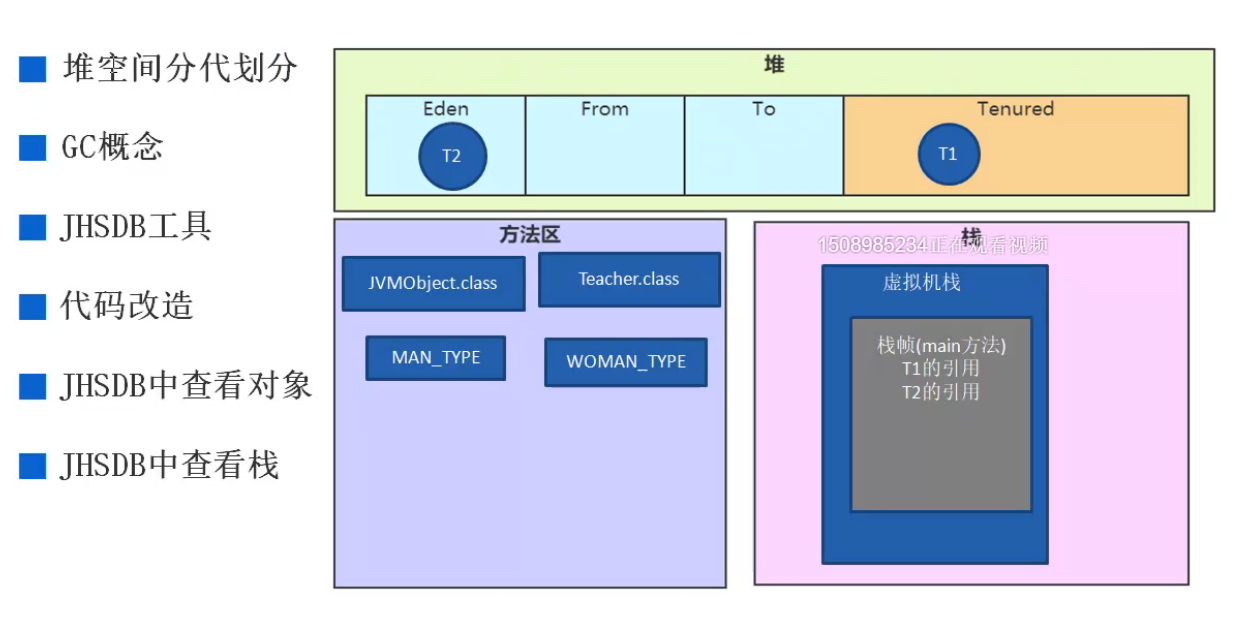 堆空间分代划分
GC概念
JHSDB工具
代码改造
JHSDB中查看对象
JHSDB中查看栈
堆
Eden
From
To
Tenured
T2
T1
方法区
JVMObject.class
Teacher.class
MAN_TYPE
WOMAN_TYPE
栈
1508985234正在观看视频
虚拟机栈
栈帧(main方法)
T1的引用
T2的引用